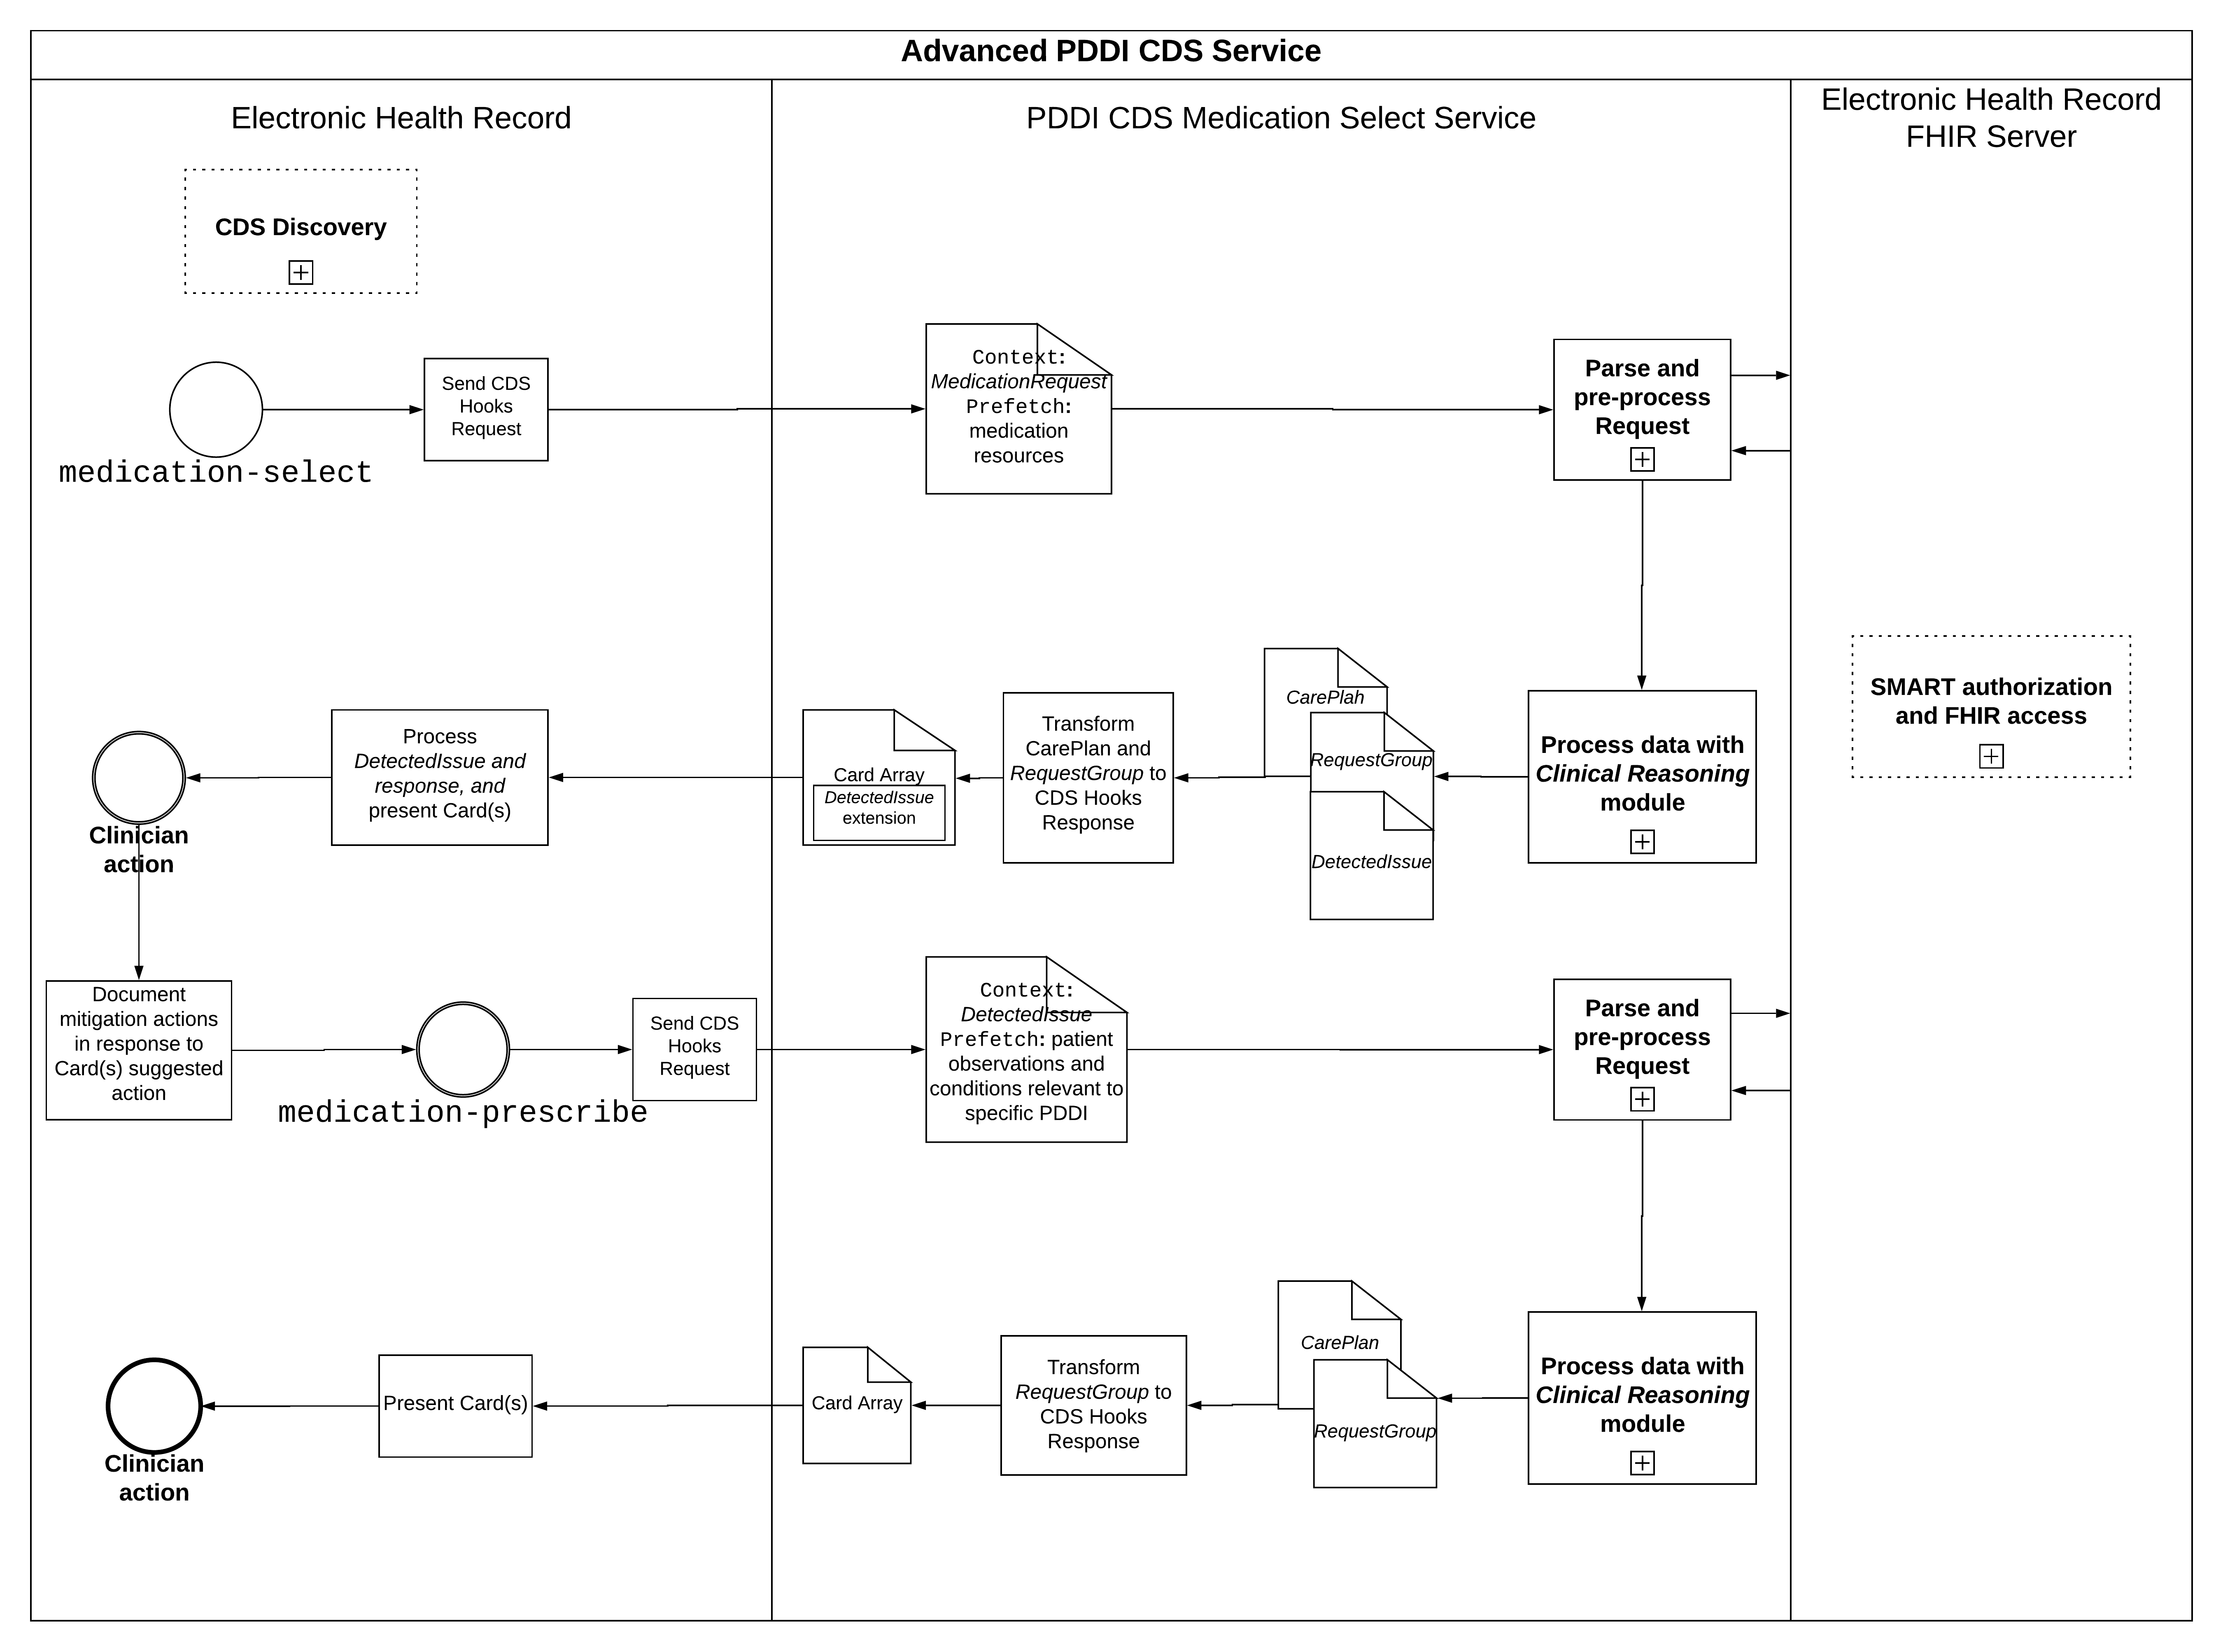 Advanced PDDI CDS Service
Electronic Health Record
PDDI CDS Medication Select Service
Electronic Health Record
FHIR Server
CDS Discovery
medication-select
Send CDS
Hooks
Request
Context:
MedicationRequest
Prefetch:
medication
resources
Parse and
pre-process
Request
SMART authorization
and FHIR access
Process data with
Clinical Reasoning
module
CarePlah
RequestGroup
DetectedIssue
Transform
CarePlan and
RequestGroup to
CDS Hooks
Response
Card Array
DetectedIssue
extension
Process
DetectedIssue and
response, and
present Card(s)
Clinician
action
Document
mitigation actions
in response to
Card(s) suggested
action
medication-prescribe
Send CDS
Hooks
Request
Context:
DetectedIssue
Prefetch: patient
observations and
conditions relevant to
specific PDDI
Parse and
pre-process
Request
Process data with
Clinical Reasoning
module
CarePlan
RequestGroup
Transform
RequestGroup to
CDS Hooks
Response
Card Array
Present Card(s)
Clinician
action